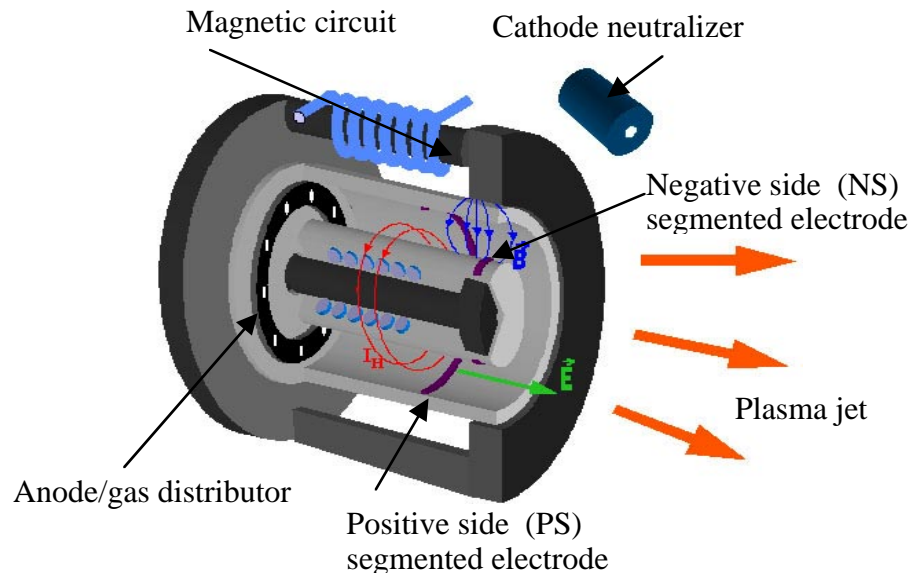 Magnetic circuit
Cathode neutralizer
Negative side (NS)
segmented electrode
B
I_H
E
Plasma jet
Anode/gas distributor
Positive side (PS)
segmented electrode